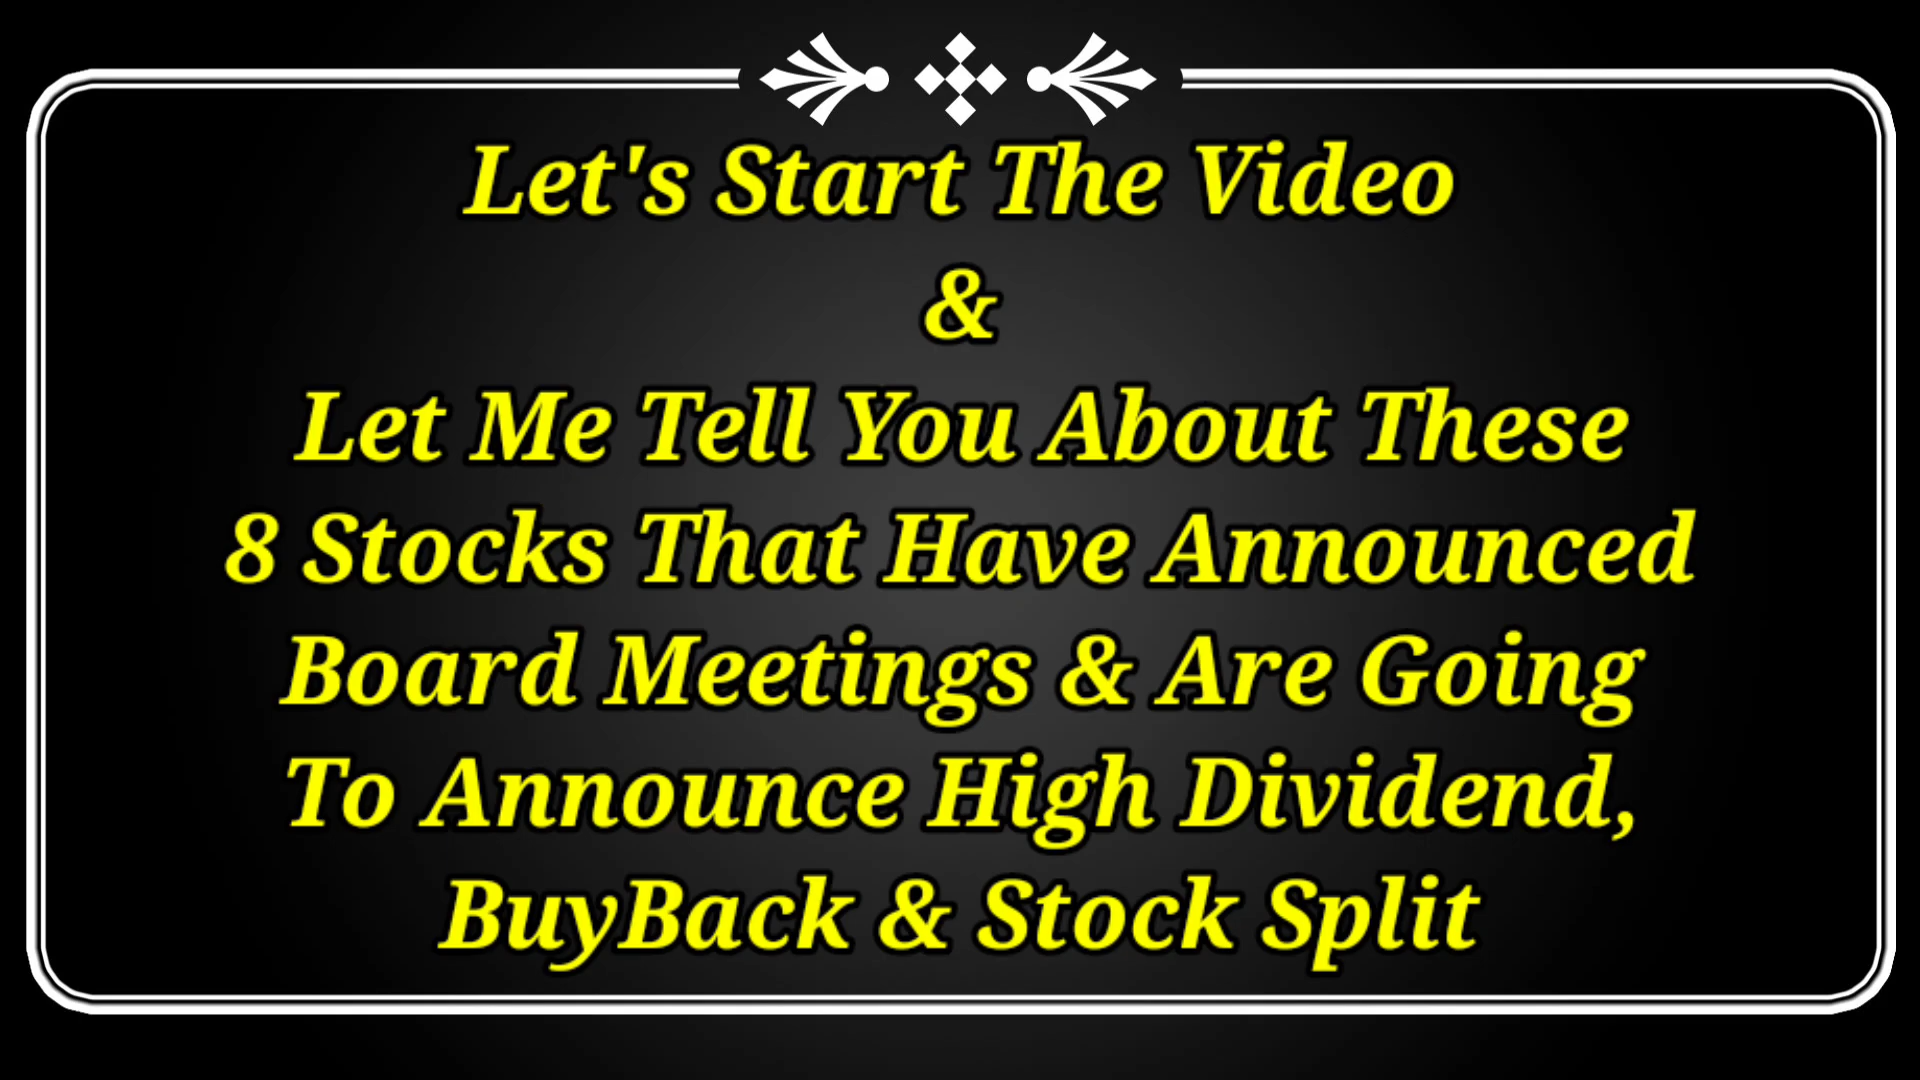 Let's Start The Video
&
Let Me Tell You About These
8 Stocks That Have Announced
Board Meetings & Are Going
To Announce High Dividend,
BuyBack & Stock Split